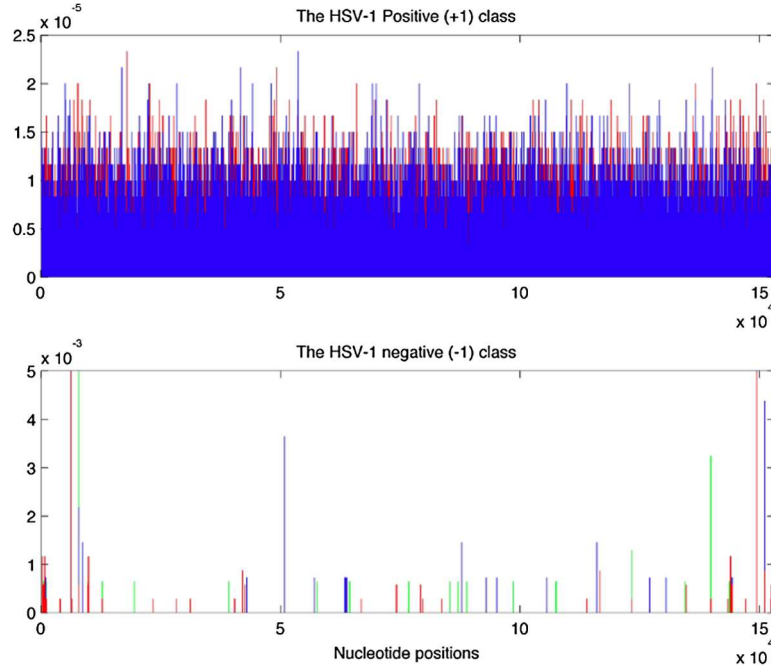 The HSV-1 Positive (+1) class
x 10⁻⁵
2.5
2
1.5
1
0.5
0
0 5 10 15
x 10⁴
The HSV-1 negative (-1) class
x 10⁻³
5
4
3
2
1
0
0 5 10 15
x 10⁴
Nucleotide positions